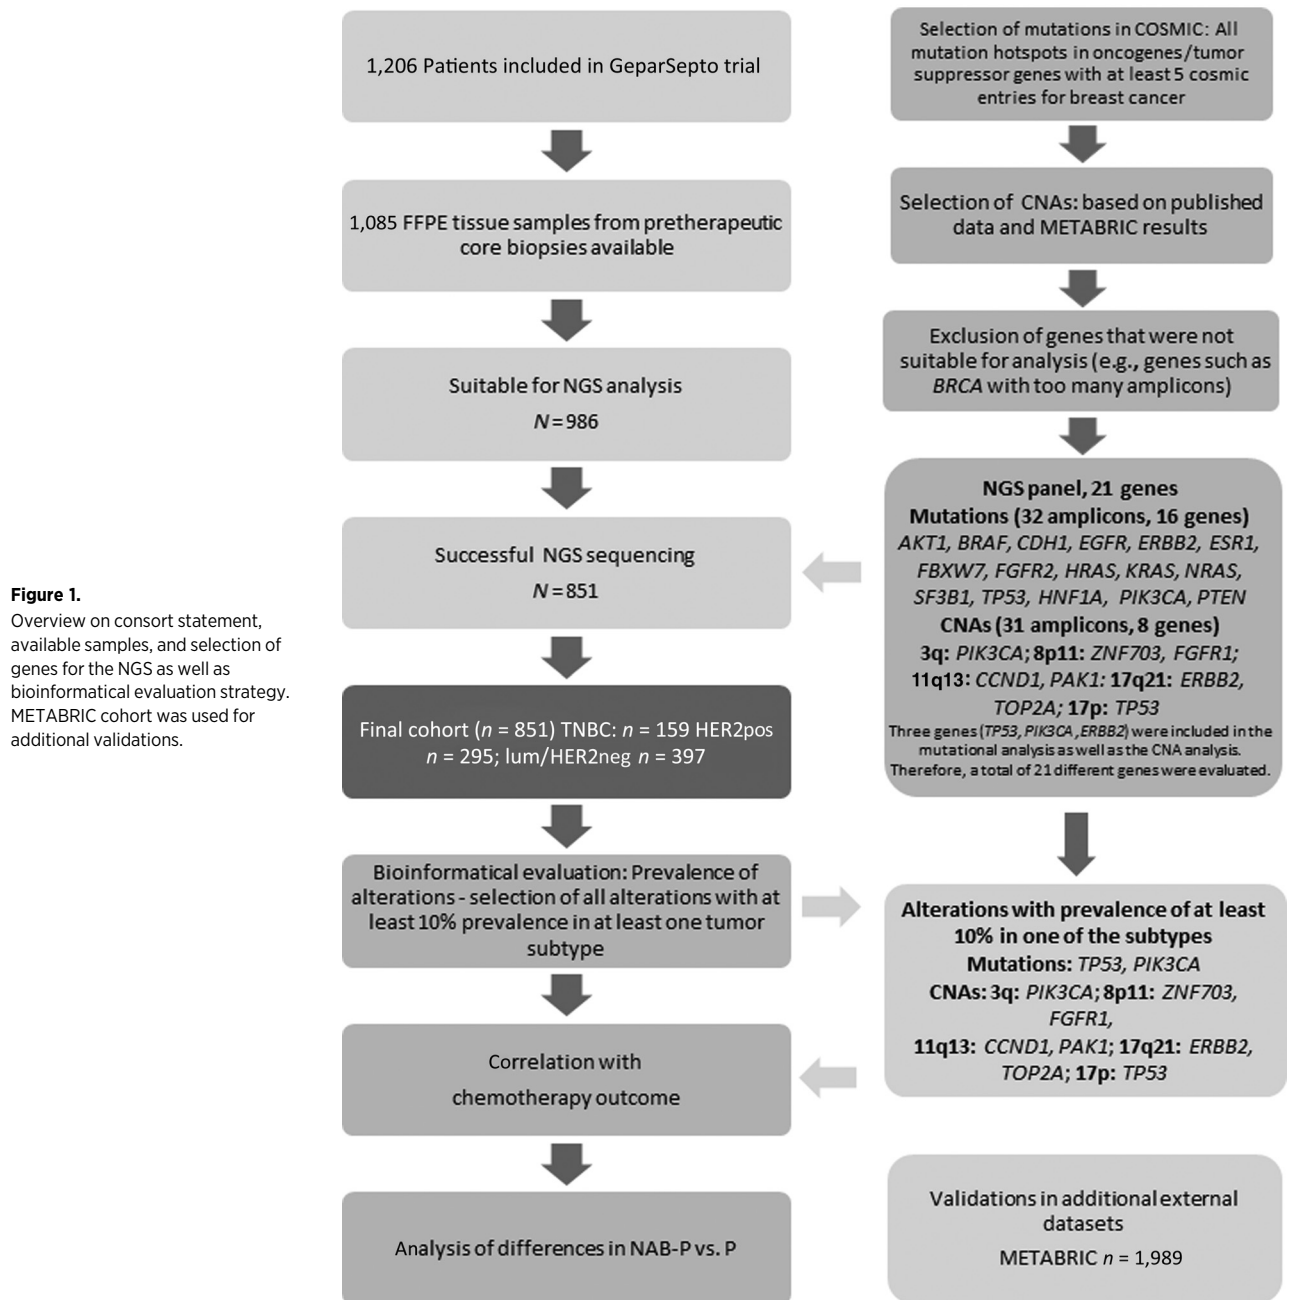 1,206 Patients included in GeparSepto trial
1,085 FFPE tissue samples from pretherapeutic
core biopsies available
Suitable for NGS analysis
N = 986
Successful NGS sequencing
N = 851
Final cohort (n = 851) TNBC: n = 159 HER2pos
n = 295; lum/HER2neg n = 397
Bioinformatical evaluation: Prevalence of
alterations - selection of all alterations with at
least 10% prevalence in at least one tumor
subtype
Correlation with
chemotherapy outcome
Analysis of differences in NAB-P vs. P
Selection of mutations in COSMIC: All
mutation hotspots in oncogenes/tumor
suppressor genes with at least 5 cosmic
entries for breast cancer
Selection of CNAs: based on published
data and METABRIC results
Exclusion of genes that were not
suitable for analysis (e.g., genes such as
BRCA with too many amplicons)
NGS panel, 21 genes
Mutations (32 amplicons, 16 genes)
AKT1, BRAF, CDH1, EGFR, ERBB2, ESR1,
FBXW7, FGFR2, HRAS, KRAS, NRAS,
SF3B1, TP53, HNF1A, PIK3CA, PTEN
CNAs (31 amplicons, 8 genes)
3q: PIK3CA; 8p11: ZNF703, FGFR1;
11q13: CCND1, PAK1: 17q21: ERBB2,
TOP2A; 17p: TP53
Three genes (TP53, PIK3CA ,ERBB2) were included in the
mutational analysis as well as the CNA analysis.
Therefore, a total of 21 different genes were evaluated.
Alterations with prevalence of at least
10% in one of the subtypes
Mutations: TP53, PIK3CA
CNAs: 3q: PIK3CA; 8p11: ZNF703,
FGFR1,
11q13: CCND1, PAK1; 17q21: ERBB2,
TOP2A; 17p: TP53
Validations in additional external
datasets
METABRIC n = 1,989
Figure 1.
Overview on consort statement,
available samples, and selection of
genes for the NGS as well as
bioinformatical evaluation strategy.
METABRIC cohort was used for
additional validations.